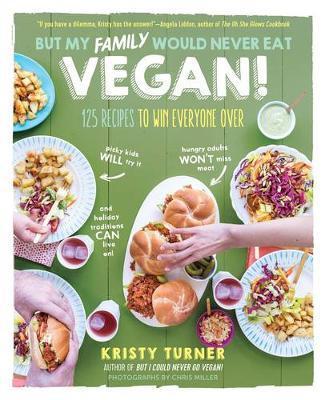 "If you have a dilemma, Kristy has the answer!"—Angela Liddon, author of The Oh She Glows Cookbook
BUT MY FAMILY WOULD NEVER EAT
VEGAN!
125 RECIPES TO WIN EVERYONE OVER
picky kids
WILL try it
hungry adults
WON'T miss
meat
and
holiday
traditions
CAN
live
on!
KRISTY TURNER
AUTHOR OF BUT I COULD NEVER GO VEGAN!
PHOTOGRAPHS BY CHRIS MILLER